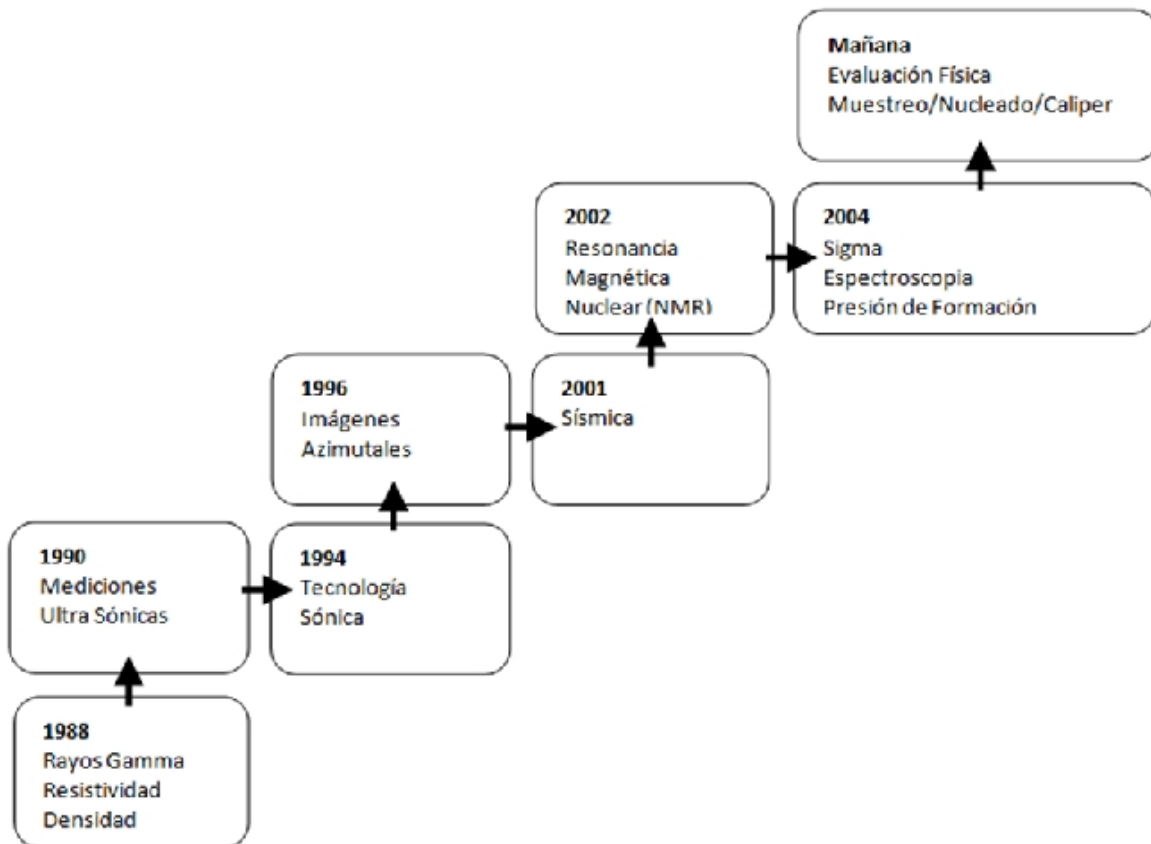 Mañana
Evaluación Física
Muestreo/Nucleado/Caliper
2002
Resonancia
Magnética
Nuclear (NMR)
2004
Sigma
Espectroscopia
Presión de Formación
1996
Imágenes
Azimutales
2001
Sísmica
1990
Mediciones
Ultra Sónicas
1994
Tecnología
Sónica
1988
Rayos Gamma
Resistividad
Densidad